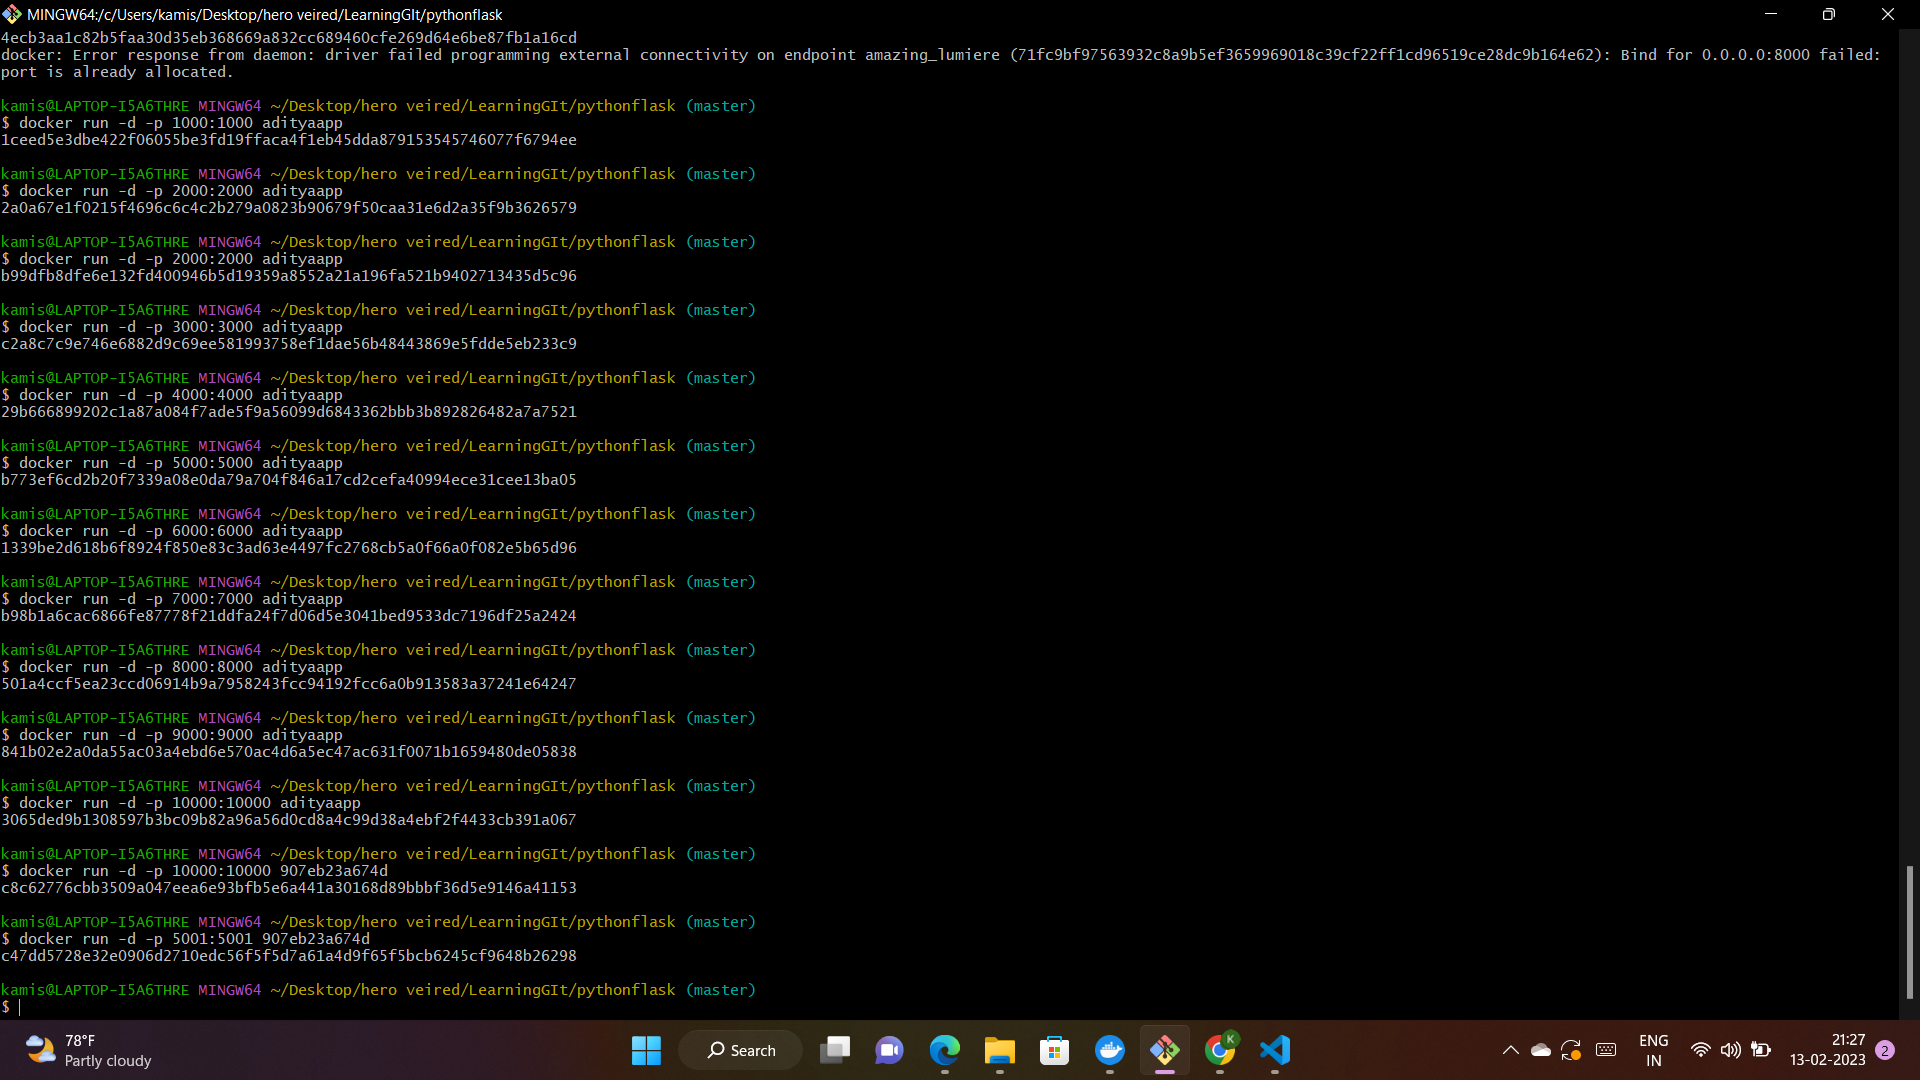 MINGW64:/c/Users/kamis/Desktop/hero veired/LearningGIt/pythonflask
4ecb3aa1c82b5faa30d35eb368669a832cc689460cfe269d64e6be87fb1a16cd
docker: Error response from daemon: driver failed programming external connectivity on endpoint amazing_lumiere (71fc9bf97563932c8a9b5ef3659969018c39cf22ff1cd96519ce28dc9b164e62): Bind for 0.0.0.0:8000 failed:
port is already allocated.
kamis@LAPTOP-I5A6THRE MINGW64 ~/Desktop/hero veired/LearningGIt/pythonflask (master)
$ docker run -d -p 1000:1000 adityaapp
1ceed5e3dbe422f06055be3fd19ffaca4f1eb45dda879153545746077f6794ee
kamis@LAPTOP-I5A6THRE MINGW64 ~/Desktop/hero veired/LearningGIt/pythonflask (master)
$ docker run -d -p 2000:2000 adityaapp
2a0a67e1f0215f4696c6c4c2b279a0823b90679f50caa31e6d2a35f9b3626579
kamis@LAPTOP-I5A6THRE MINGW64 ~/Desktop/hero veired/LearningGIt/pythonflask (master)
$ docker run -d -p 2000:2000 adityaapp
b99dfb8dfe6e132fd400946b5d19359a8552a21a196fa521b9402713435d5c96
kamis@LAPTOP-I5A6THRE MINGW64 ~/Desktop/hero veired/LearningGIt/pythonflask (master)
$ docker run -d -p 3000:3000 adityaapp
c2a8c7c9e746e6882d9c69ee581993758ef1dae56b48443869e5fdde5eb233c9
kamis@LAPTOP-I5A6THRE MINGW64 ~/Desktop/hero veired/LearningGIt/pythonflask (master)
$ docker run -d -p 4000:4000 adityaapp
29b666899202c1a87a084f7ade5f9a56099d6843362bbb3b892826482a7a7521
kamis@LAPTOP-I5A6THRE MINGW64 ~/Desktop/hero veired/LearningGIt/pythonflask (master)
$ docker run -d -p 5000:5000 adityaapp
b773ef6cd2b20f7339a08e0da79a704f846a17cd2cefa40994ece31cee13ba05
kamis@LAPTOP-I5A6THRE MINGW64 ~/Desktop/hero veired/LearningGIt/pythonflask (master)
$ docker run -d -p 6000:6000 adityaapp
1339be2d618b6f8924f850e83c3ad63e4497fc2768cb5a0f66a0f082e5b65d96
kamis@LAPTOP-I5A6THRE MINGW64 ~/Desktop/hero veired/LearningGIt/pythonflask (master)
$ docker run -d -p 7000:7000 adityaapp
b98b1a6cac6866fe87778f21ddfa24f7d06d5e3041bed9533dc7196df25a2424
kamis@LAPTOP-I5A6THRE MINGW64 ~/Desktop/hero veired/LearningGIt/pythonflask (master)
$ docker run -d -p 8000:8000 adityaapp
501a4ccf5ea23ccd06914b9a7958243fcc94192fcc6a0b913583a37241e64247
kamis@LAPTOP-I5A6THRE MINGW64 ~/Desktop/hero veired/LearningGIt/pythonflask (master)
$ docker run -d -p 9000:9000 adityaapp
841b02e2a0da55ac03a4ebd6e570ac4d6a5ec47ac631f0071b1659480de05838
kamis@LAPTOP-I5A6THRE MINGW64 ~/Desktop/hero veired/LearningGIt/pythonflask (master)
$ docker run -d -p 10000:10000 adityaapp
3065ded9b1308597b3bc09b82a96a56d0cd8a4c99d38a4ebf2f4433cb391a067
kamis@LAPTOP-I5A6THRE MINGW64 ~/Desktop/hero veired/LearningGIt/pythonflask (master)
$ docker run -d -p 10000:10000 907eb23a674d
c8c62776cbb3509a047eea6e93bfb5e6a441a30168d89bbbf36d5e9146a41153
kamis@LAPTOP-I5A6THRE MINGW64 ~/Desktop/hero veired/LearningGIt/pythonflask (master)
$ docker run -d -p 5001:5001 907eb23a674d
c47dd5728e32e0906d2710edc56f5f5d7a61a4d9f65f5bcb6245cf9648b26298
kamis@LAPTOP-I5A6THRE MINGW64 ~/Desktop/hero veired/LearningGIt/pythonflask (master)
$
78°F
Partly cloudy
Search
K
ENG
IN
21:27
13-02-2023
2